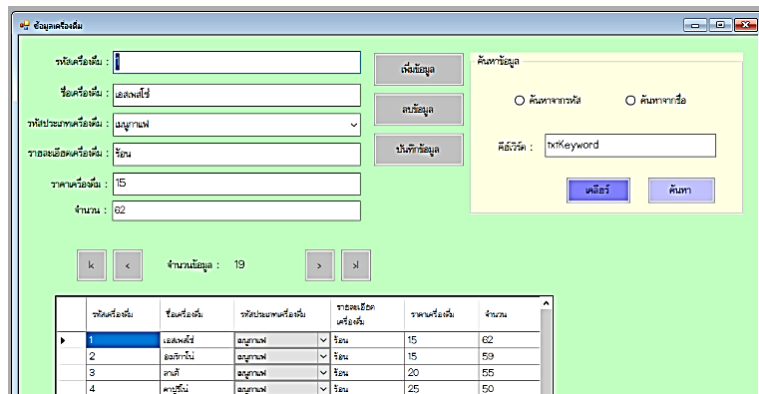 ข้อมูลเครื่องดื่ม
รหัสเครื่องดื่ม : 1
เพิ่มข้อมูล
ค้นหาข้อมูล
ชื่อเครื่องดื่ม : เอสเพสโซ่
ลบข้อมูล
ค้นหาจากรหัส ค้นหาจากชื่อ
รหัสประเภทเครื่องดื่ม : เมนูกาแฟ
รายละเอียดเครื่องดื่ม : ร้อน
บันทึกข้อมูล
คีย์เวิร์ด : txtKeyword
ราคาเครื่องดื่ม : 15
เคลียร์ ค้นหา
จำนวน : 62
k < จำนวนข้อมูล : 19 > >l
รหัสเครื่องดื่ม ชื่อเครื่องดื่ม รหัสประเภทเครื่องดื่ม รายละเอียด ราคาเครื่องดื่ม จำนวน
เครื่องดื่ม
1 เอสเพสโซ่ เมนูกาแฟ ร้อน 15 62
2 อเมริกาโน่ เมนูกาแฟ ร้อน 15 59
3 ลาเต้ เมนูกาแฟ ร้อน 20 55
4 คาปูชิโน่ เมนูกาแฟ ร้อน 25 50